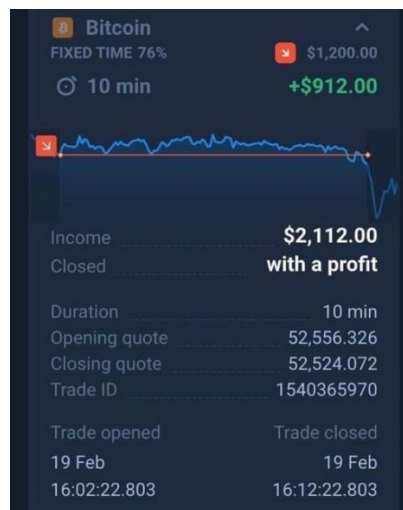 Bitcoin
FIXED TIME 76% $1,200.00
10 min +$912.00
Income $2,112.00
Closed with a profit
Duration 10 min
Opening quote 52,556.326
Closing quote 52,524.072
Trade ID 1540365970
Trade opened Trade closed
19 Feb 19 Feb
16:02:22.803 16:12:22.803